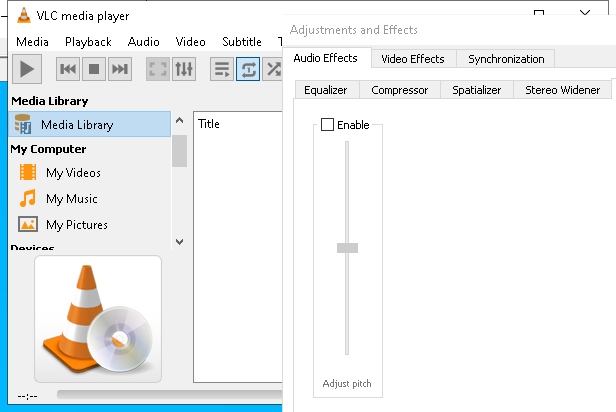 VLC media player
Media Playback Audio Video Subtitle
Media Library
Media Library
My Computer
My Videos
My Music
My Pictures
Devices
--:--
Title
Adjustments and Effects
Audio Effects Video Effects Synchronization
Equalizer Compressor Spatializer Stereo Widener
Enable
Adjust pitch